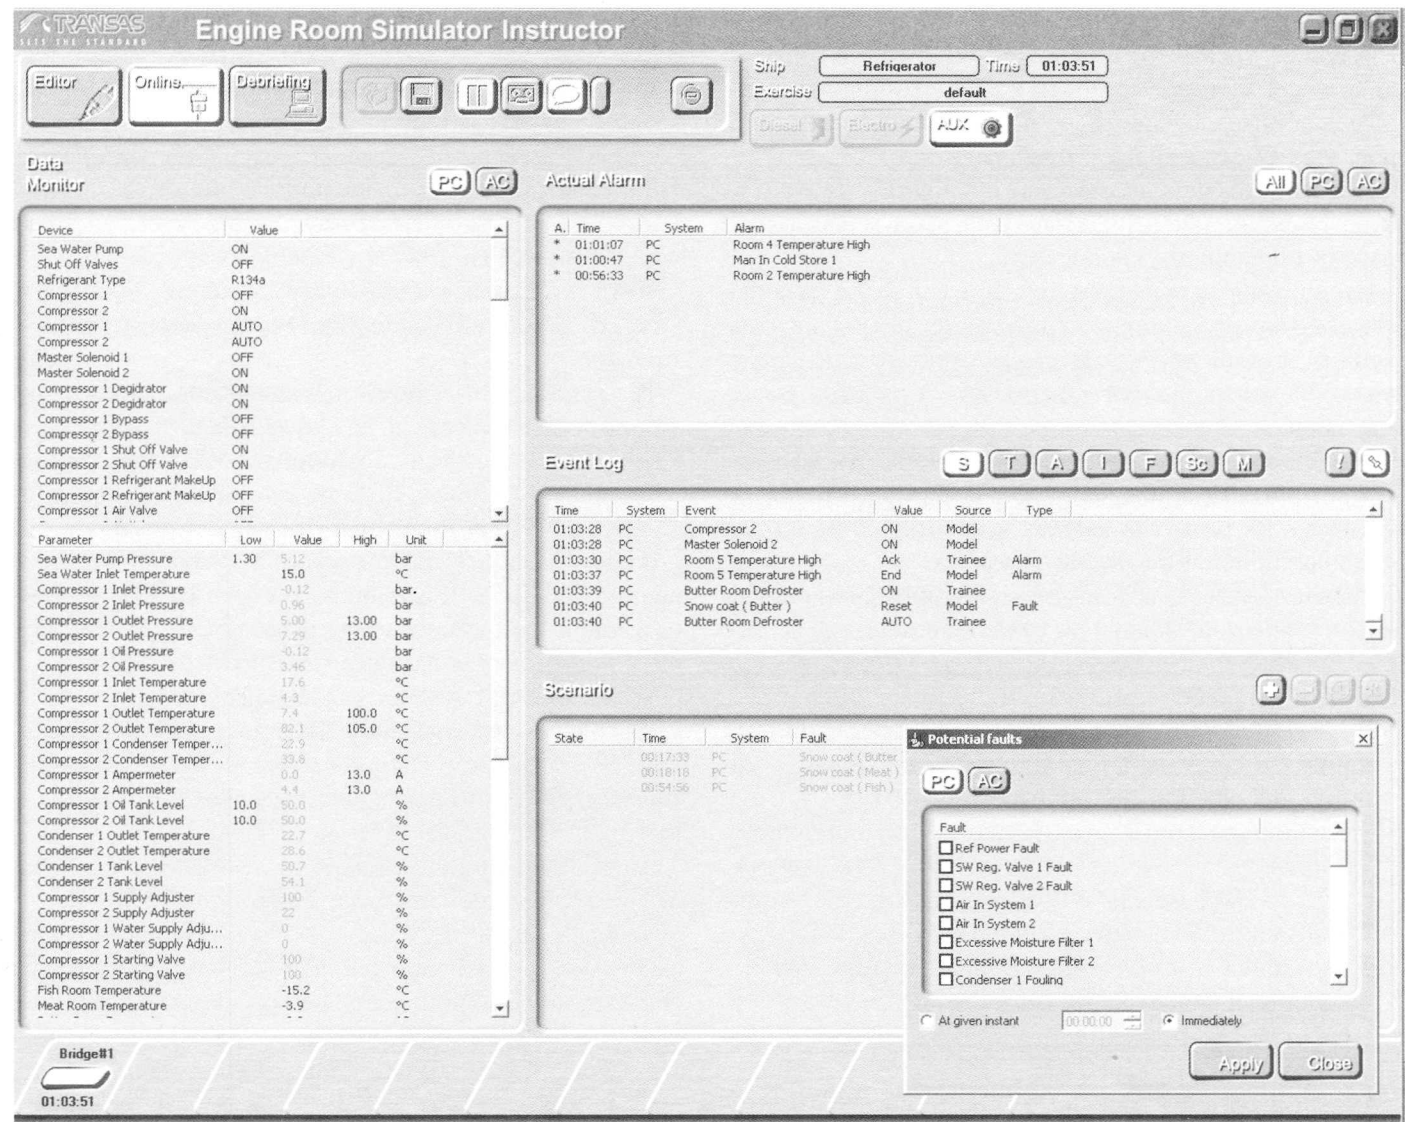 TRANSAS
SETS THE STANDARD
Engine Room Simulator Instructor
Editor
Online
Debriefing
Ship Refrigerator Time 01:03:51
Exercise default
Diesel Electro AUX
Data
Monitor
PC AC
Device Value
Sea Water Pump ON
Shut Off Valves OFF
Refrigerant Type R134a
Compressor 1 OFF
Compressor 2 ON
Compressor 1 AUTO
Compressor 2 AUTO
Master Solenoid 1 OFF
Master Solenoid 2 ON
Compressor 1 Degidrator ON
Compressor 2 Degidrator ON
Compressor 1 Bypass OFF
Compressor 2 Bypass OFF
Compressor 1 Shut Off Valve ON
Compressor 2 Shut Off Valve ON
Compressor 1 Refrigerant MakeUp OFF
Compressor 2 Refrigerant MakeUp OFF
Compressor 1 Air Valve OFF
Parameter Low Value High Unit
Sea Water Pump Pressure 1.30 5.12 bar
Sea Water Inlet Temperature 15.0 °C
Compressor 1 Inlet Pressure -0.12 bar.
Compressor 2 Inlet Pressure 0.96 bar
Compressor 1 Outlet Pressure 5.00 13.00 bar
Compressor 2 Outlet Pressure 7.29 13.00 bar
Compressor 1 Oil Pressure -0.12 bar
Compressor 2 Oil Pressure 3.46 bar
Compressor 1 Inlet Temperature 17.6 °C
Compressor 2 Inlet Temperature 4.3 °C
Compressor 1 Outlet Temperature 7.4 100.0 °C
Compressor 2 Outlet Temperature 82.1 105.0 °C
Compressor 1 Condenser Temper... 22.9 °C
Compressor 2 Condenser Temper... 33.8 °C
Compressor 1 Ampermeter 0.0 13.0 A
Compressor 2 Ampermeter 4.4 13.0 A
Compressor 1 Oil Tank Level 10.0 50.0 %
Compressor 2 Oil Tank Level 10.0 50.0 %
Condenser 1 Outlet Temperature 22.7 °C
Condenser 2 Outlet Temperature 28.6 °C
Condenser 1 Tank Level 50.7 %
Condenser 2 Tank Level 54.1 %
Compressor 1 Supply Adjuster 100 %
Compressor 2 Supply Adjuster 22 %
Compressor 1 Water Supply Adju... 0 %
Compressor 2 Water Supply Adju... 0 %
Compressor 1 Starting Valve 100 %
Compressor 2 Starting Valve 100 %
Fish Room Temperature -15.2 °C
Meat Room Temperature -3.9 °C
Actual Alarm
All PC AC
A. Time System Alarm
* 01:01:07 PC Room 4 Temperature High
* 01:00:47 PC Man In Cold Store 1
* 00:56:33 PC Room 2 Temperature High
Event Log
S T A I F Sc M !
Time System Event Value Source Type
01:03:28 PC Compressor 2 ON Model
01:03:28 PC Master Solenoid 2 ON Model
01:03:30 PC Room 5 Temperature High Ack Trainee Alarm
01:03:37 PC Room 5 Temperature High End Model Alarm
01:03:39 PC Butter Room Defroster ON Trainee
01:03:40 PC Snow coat ( Butter ) Reset Model Fault
01:03:40 PC Butter Room Defroster AUTO Trainee
Scenario
State Time System Fault
00:17:33 PC Snow coat ( Butter
00:18:18 PC Snow coat ( Meat )
00:54:56 PC Snow coat ( Fish )
Potential faults
PC AC
Fault
Ref Power Fault
SW Reg. Valve 1 Fault
SW Reg. Valve 2 Fault
Air In System 1
Air In System 2
Excessive Moisture Filter 1
Excessive Moisture Filter 2
Condenser 1 Fouling
At given instant 00:00:00 Immediately
Apply Close
Bridge#1
01:03:51